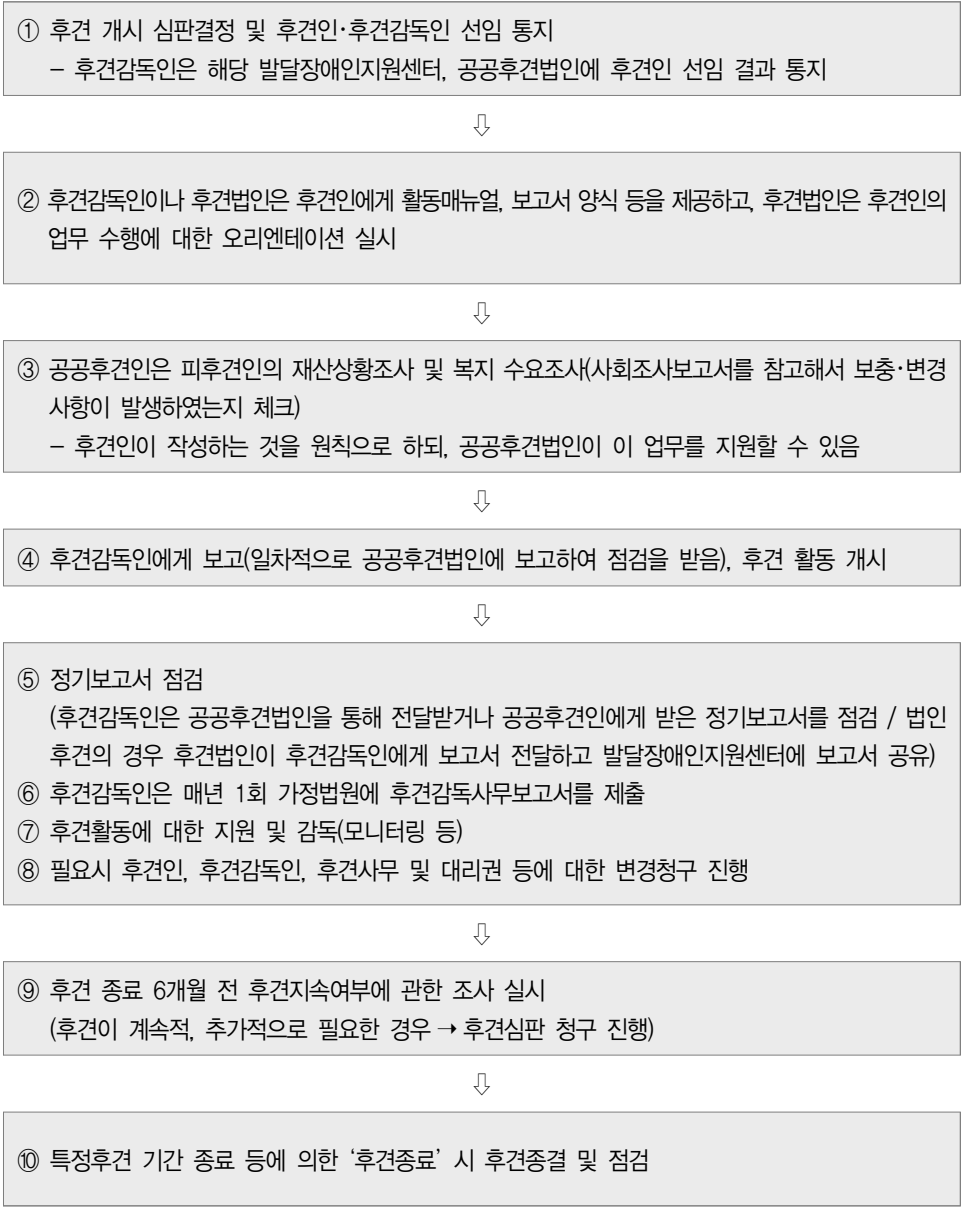 ① 후견 개시 심판결정 및 후견인·후견감독인 선임 통지
– 후견감독인은 해당 발달장애인지원센터, 공공후견법인에 후견인 선임 결과 통지
⇩
② 후견감독인이나 후견법인은 후견인에게 활동매뉴얼, 보고서 양식 등을 제공하고, 후견법인은 후견인의
업무 수행에 대한 오리엔테이션 실시
⇩
③ 공공후견인은 피후견인의 재산상황조사 및 복지 수요조사(사회조사보고서를 참고해서 보충·변경
사항이 발생하였는지 체크)
– 후견인이 작성하는 것을 원칙으로 하되, 공공후견법인이 이 업무를 지원할 수 있음
⇩
④ 후견감독인에게 보고(일차적으로 공공후견법인에 보고하여 점검을 받음), 후견 활동 개시
⇩
⑤ 정기보고서 점검
(후견감독인은 공공후견법인을 통해 전달받거나 공공후견인에게 받은 정기보고서를 점검 / 법인
후견의 경우 후견법인이 후견감독인에게 보고서 전달하고 발달장애인지원센터에 보고서 공유)
⑥ 후견감독인은 매년 1회 가정법원에 후견감독사무보고서를 제출
⑦ 후견활동에 대한 지원 및 감독(모니터링 등)
⑧ 필요시 후견인, 후견감독인, 후견사무 및 대리권 등에 대한 변경청구 진행
⇩
⑨ 후견 종료 6개월 전 후견지속여부에 관한 조사 실시
(후견이 계속적, 추가적으로 필요한 경우 → 후견심판 청구 진행)
⇩
⑩ 특정후견 기간 종료 등에 의한 ‘후견종료’ 시 후견종결 및 점검